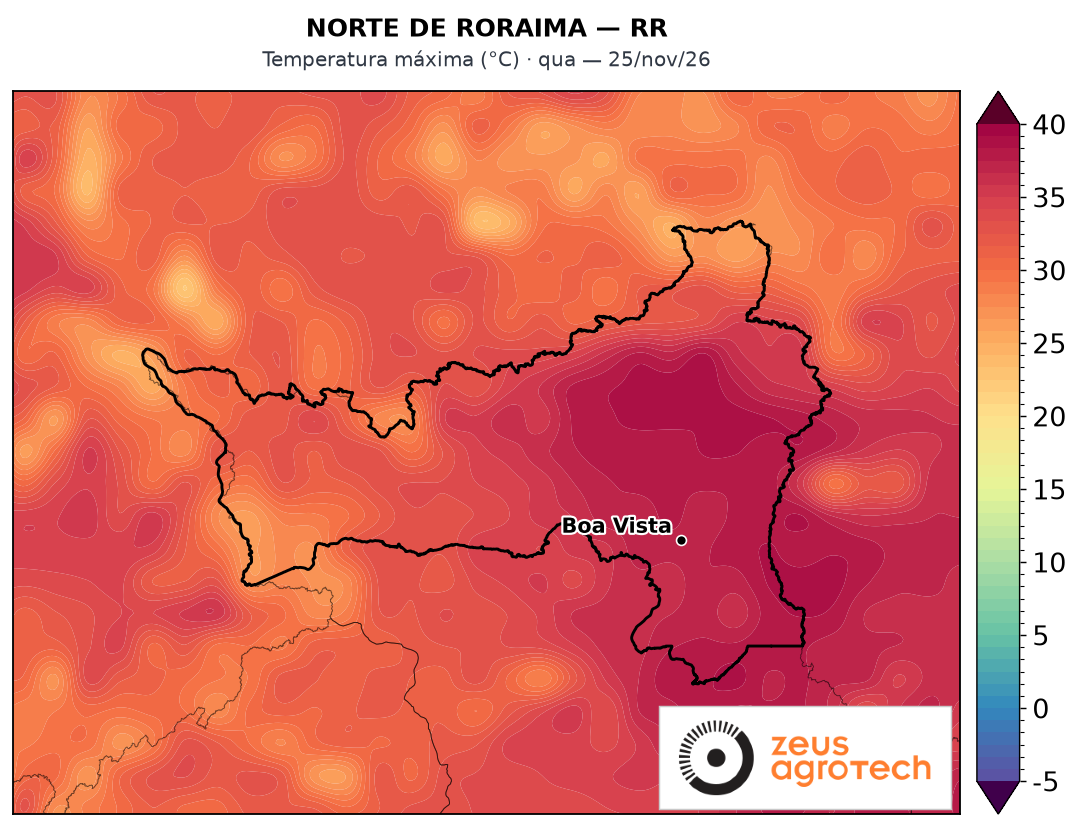 NORTE DE RORAIMA — RR
Temperatura máxima (°C) · qua — 25/nov/26
40
35
30
25
20
15
10
5
0
-5
Boa Vista
zeus
agrotech